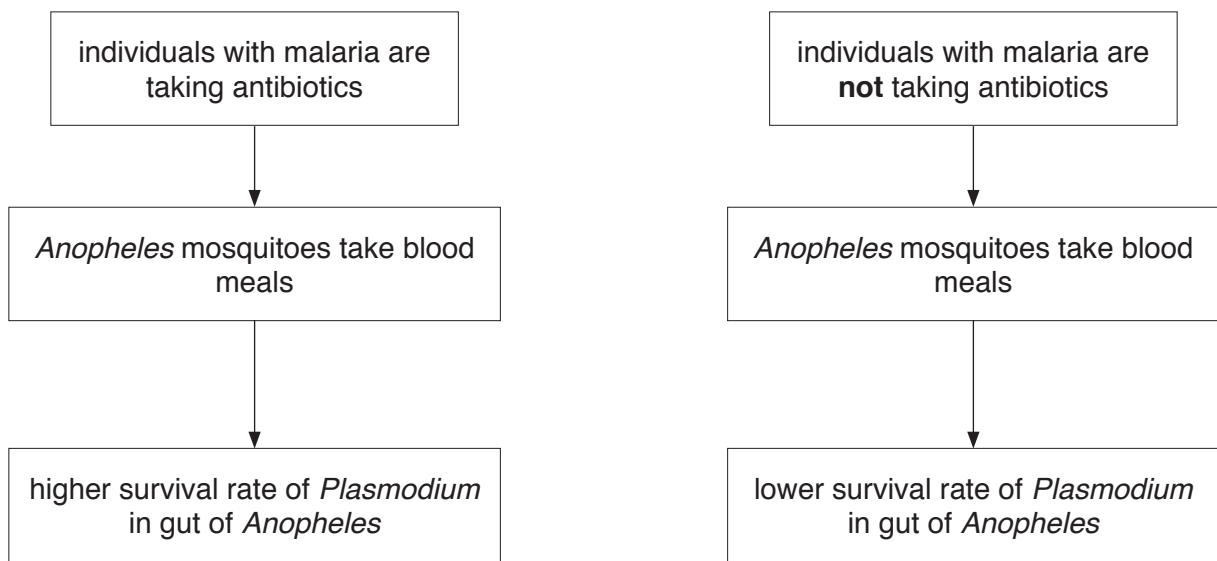 individuals with malaria are
taking antibiotics
individuals with malaria are
not taking antibiotics
Anopheles mosquitoes take blood
meals
Anopheles mosquitoes take blood
meals
higher survival rate of Plasmodium
in gut of Anopheles
lower survival rate of Plasmodium
in gut of Anopheles